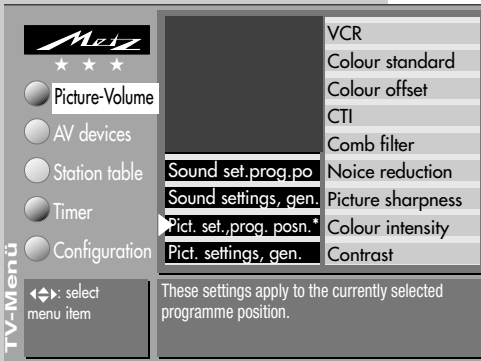 Metz
Picture-Volume
AV devices
Station table
Timer
Configuration
TV-Menü
Sound set.prog.po
Sound settings, gen.
Pict. set.,prog. posn.*
Pict. settings, gen.
VCR
Colour standard
Colour offset
CTI
Comb filter
Noice reduction
Picture sharpness
Colour intensity
Contrast
: select
menu item
These settings apply to the currently selected
programme position.